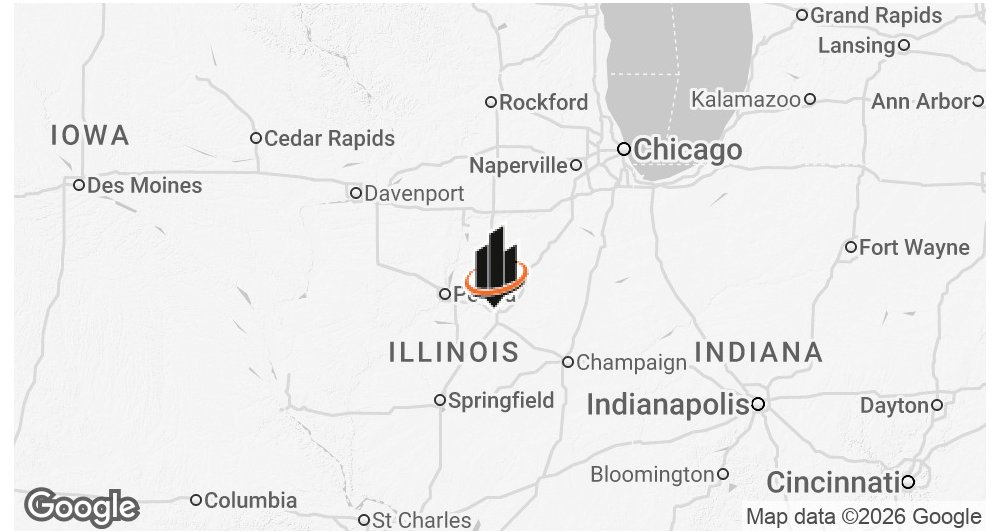 Grand Rapids
Lansing
Rockford
Kalamazoo
Ann Arbor
IOWA
Cedar Rapids
Chicago
Naperville
Des Moines
Davenport
Fort Wayne
ILLINOIS
INDIANA
Champaign
Springfield
Indianapolis
Dayton
Bloomington
Cincinnati
Columbia
St Charles
Google
Map data ©2026 Google